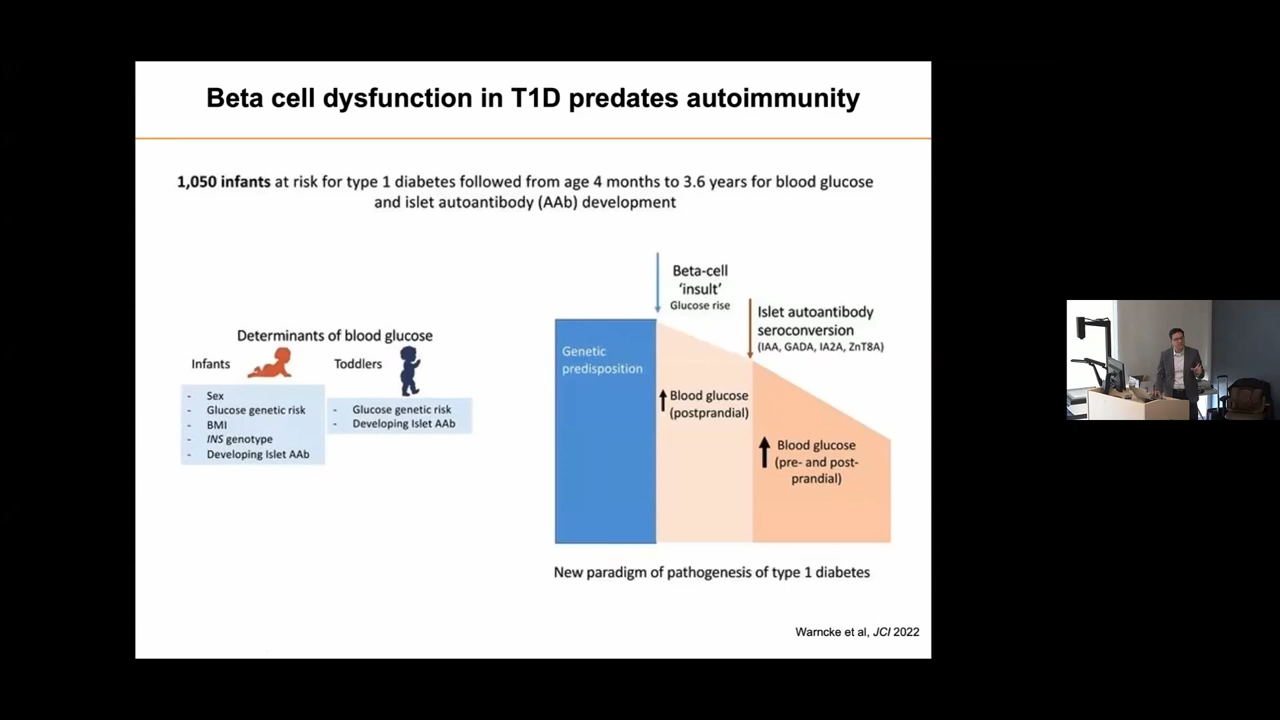 Beta cell dysfunction in T1D predates autoimmunity
1,050 infants at risk for type 1 diabetes followed from age 4 months to 3.6 years for blood glucose
and islet autoantibody (AAb) development
Determinants of blood glucose
Infants
- Sex
- Glucose genetic risk
- BMI
- INS genotype
- Developing Islet AAb
Toddlers
- Glucose genetic risk
- Developing Islet AAb
Beta-cell
‘insult’
Glucose rise
Islet autoantibody
seroconversion
(IAA, GADA, IA2A, ZnT8A)
Genetic
predisposition
Blood glucose
(postprandial)
Blood glucose
(pre- and post-
prandial)
New paradigm of pathogenesis of type 1 diabetes
Warncke et al, JCI 2022